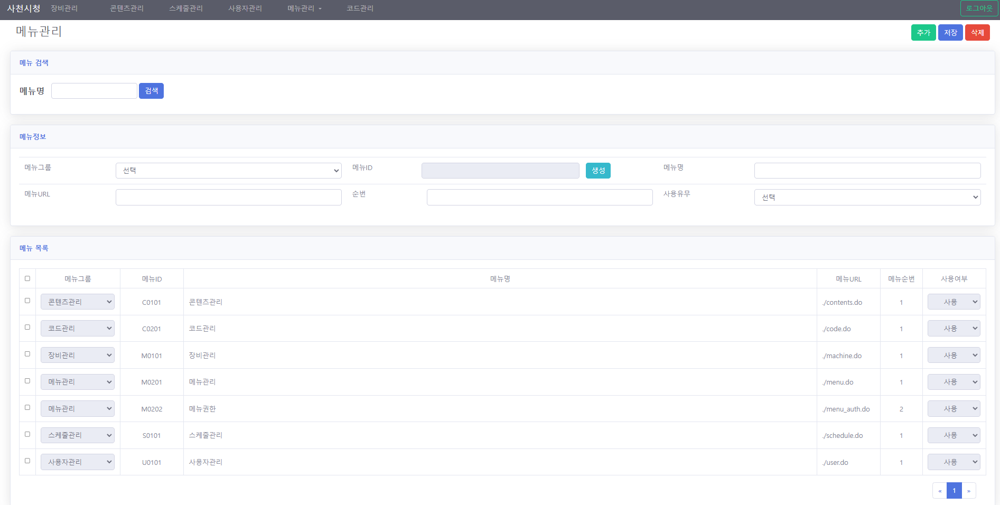 사천시청 장비관리 콘텐츠관리 스케줄관리 사용자관리 메뉴관리 코드관리 로그아웃
메뉴관리 추가 저장 삭제
메뉴 검색
메뉴명 검색
메뉴정보
메뉴그룹 선택 메뉴ID 생성 메뉴명
메뉴URL 순번 사용유무 선택
메뉴 목록
메뉴그룹 메뉴ID 메뉴명 메뉴URL 메뉴순번 사용여부
콘텐츠관리 C0101 콘텐츠관리 ./contents.do 1 사용
코드관리 C0201 코드관리 ./code.do 1 사용
장비관리 M0101 장비관리 ./machine.do 1 사용
메뉴관리 M0201 메뉴관리 ./menu.do 1 사용
메뉴관리 M0202 메뉴권한 ./menu_auth.do 2 사용
스케줄관리 S0101 스케줄관리 ./schedule.do 1 사용
사용자관리 U0101 사용자관리 ./user.do 1 사용
« 1 »